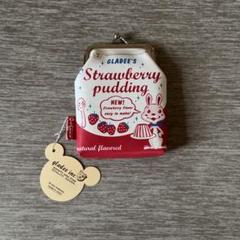 GLADEE'S
Strawberry
pudding
NEW!
Strawberry flavor
easy to make!
natural flavored
gladee inc